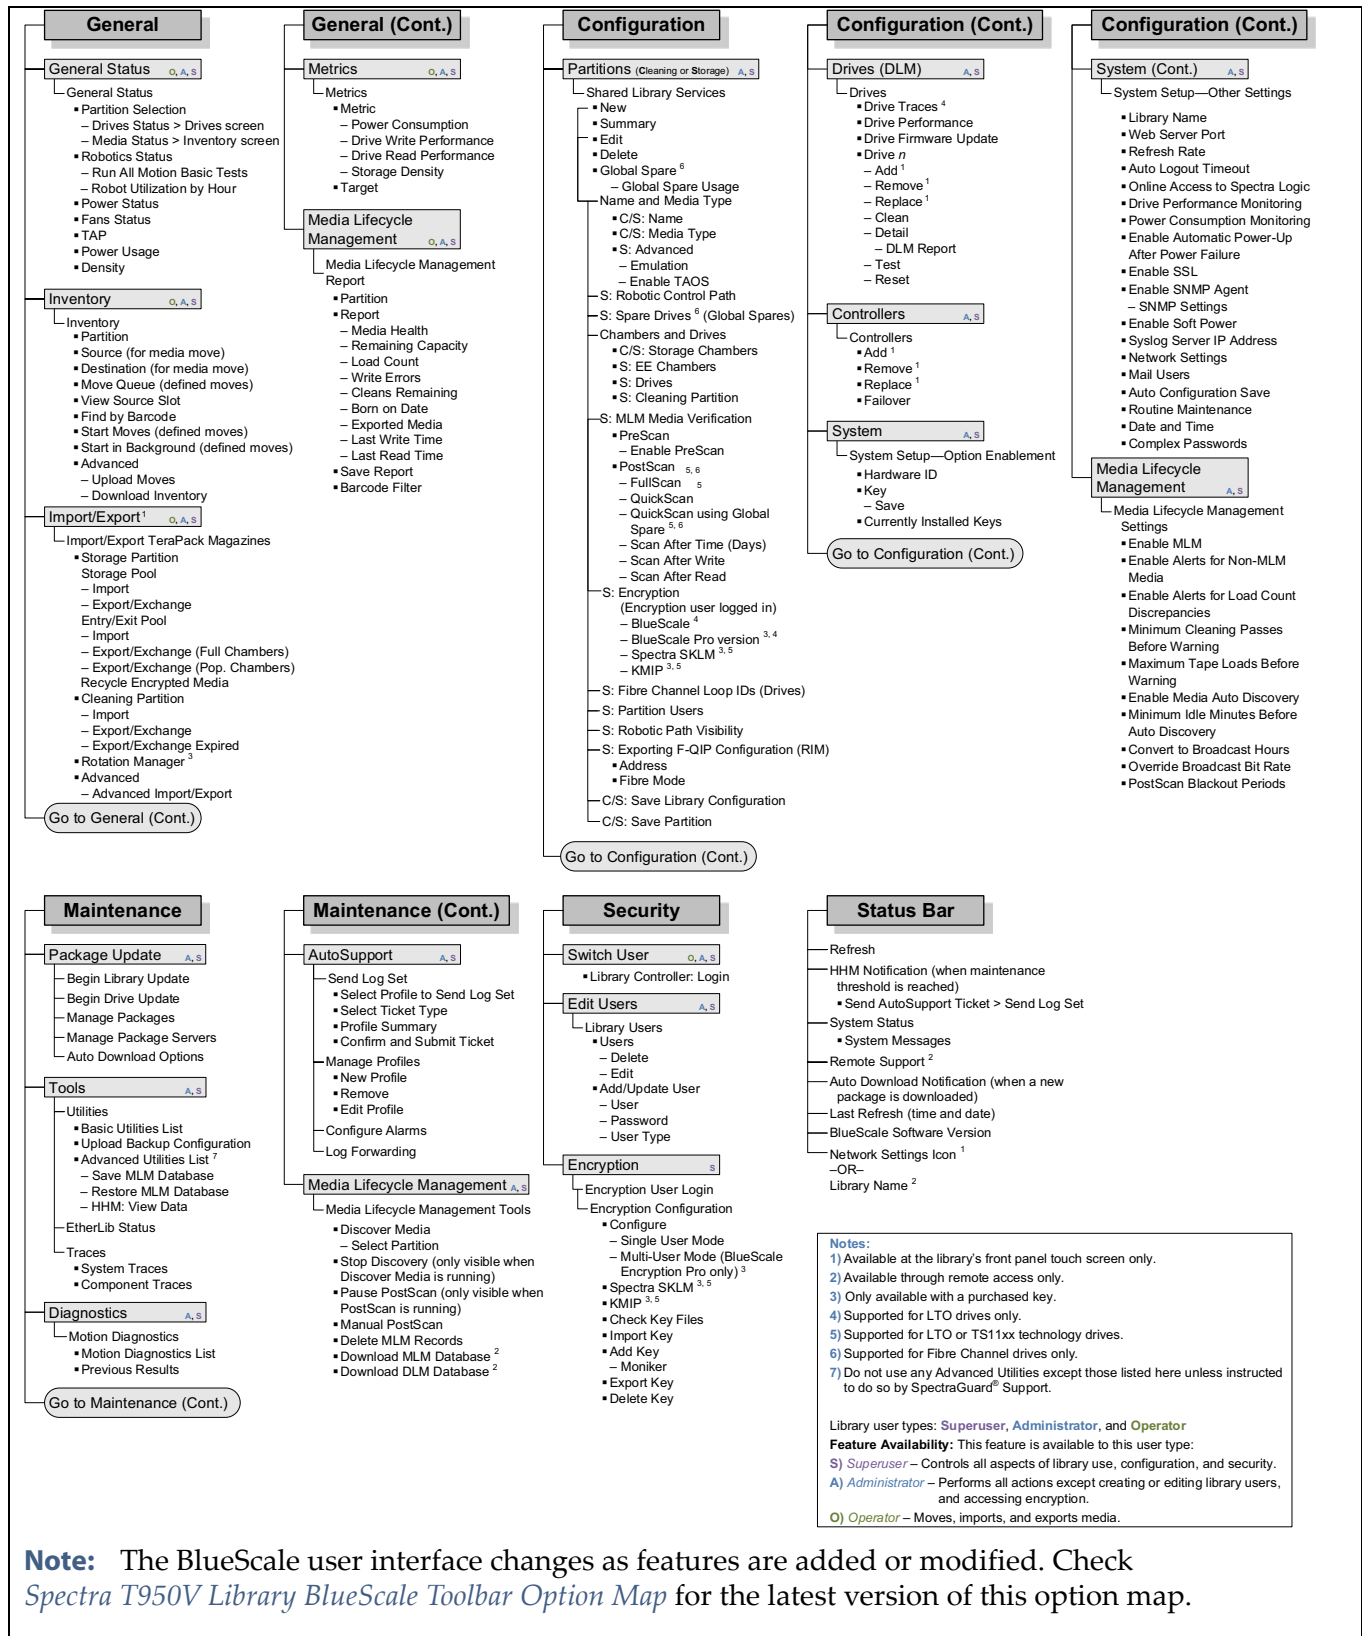 General
General Status O, A, S
General Status
▪ Partition Selection
– Drives Status > Drives screen
– Media Status > Inventory screen
▪ Robotics Status
– Run All Motion Basic Tests
– Robot Utilization by Hour
▪ Power Status
▪ Fans Status
▪ TAP
▪ Power Usage
▪ Density
Inventory O, A, S
Inventory
▪ Partition
▪ Source (for media move)
▪ Destination (for media move)
▪ Move Queue (defined moves)
▪ View Source Slot
▪ Find by Barcode
▪ Start Moves (defined moves)
▪ Start in Background (defined moves)
▪ Advanced
– Upload Moves
– Download Inventory
Import/Export 1 O, A, S
Import/Export TeraPack Magazines
▪ Storage Partition
Storage Pool
– Import
– Export/Exchange
Entry/Exit Pool
– Import
– Export/Exchange (Full Chambers)
– Export/Exchange (Pop. Chambers)
Recycle Encrypted Media
▪ Cleaning Partition
– Import
– Export/Exchange
– Export/Exchange Expired
▪ Rotation Manager 3
▪ Advanced
– Advanced Import/Export
Go to General (Cont.)
General (Cont.)
Metrics O, A, S
Metrics
▪ Metric
– Power Consumption
– Drive Write Performance
– Drive Read Performance
– Storage Density
▪ Target
Media Lifecycle
Management O, A, S
Media Lifecycle Management
Report
▪ Partition
▪ Report
– Media Health
– Remaining Capacity
– Load Count
– Write Errors
– Cleans Remaining
– Born on Date
– Exported Media
– Last Write Time
– Last Read Time
▪ Save Report
▪ Barcode Filter
Configuration
Partitions (Cleaning or Storage) A, S
Shared Library Services
▪ New
▪ Summary
▪ Edit
▪ Delete
▪ Global Spare 6
– Global Spare Usage
Name and Media Type
▪ C/S: Name
▪ C/S: Media Type
▪ S: Advanced
– Emulation
– Enable TAOS
S: Robotic Control Path
S: Spare Drives 6 (Global Spares)
Chambers and Drives
▪ C/S: Storage Chambers
▪ S: EE Chambers
▪ S: Drives
▪ S: Cleaning Partition
S: MLM Media Verification
▪ PreScan
– Enable PreScan
▪ PostScan 5, 6
– FullScan 5
– QuickScan
– QuickScan using Global
Spare 5, 6
– Scan After Time (Days)
– Scan After Write
– Scan After Read
S: Encryption
(Encryption user logged in)
– BlueScale 4
– BlueScale Pro version 3, 4
– Spectra SKLM 3, 5
– KMIP 3, 5
S: Fibre Channel Loop IDs (Drives)
S: Partition Users
S: Robotic Path Visibility
S: Exporting F-QIP Configuration (RIM)
▪ Address
▪ Fibre Mode
C/S: Save Library Configuration
C/S: Save Partition
Go to Configuration (Cont.)
Configuration (Cont.)
Drives (DLM) A, S
Drives
▪ Drive Traces 4
▪ Drive Performance
▪ Drive Firmware Update
▪ Drive n
– Add 1
– Remove 1
– Replace 1
– Clean
– Detail
– DLM Report
– Test
– Reset
Controllers A, S
Controllers
▪ Add 1
▪ Remove 1
▪ Replace 1
▪ Failover
System A, S
System Setup—Option Enablement
▪ Hardware ID
▪ Key
– Save
▪ Currently Installed Keys
Go to Configuration (Cont.)
Configuration (Cont.)
System (Cont.) A, S
System Setup—Other Settings
▪ Library Name
▪ Web Server Port
▪ Refresh Rate
▪ Auto Logout Timeout
▪ Online Access to Spectra Logic
▪ Drive Performance Monitoring
▪ Power Consumption Monitoring
▪ Enable Automatic Power-Up
After Power Failure
▪ Enable SSL
▪ Enable SNMP Agent
– SNMP Settings
▪ Enable Soft Power
▪ Syslog Server IP Address
▪ Network Settings
▪ Mail Users
▪ Auto Configuration Save
▪ Routine Maintenance
▪ Date and Time
▪ Complex Passwords
Media Lifecycle
Management A, S
Media Lifecycle Management
Settings
▪ Enable MLM
▪ Enable Alerts for Non-MLM
Media
▪ Enable Alerts for Load Count
Discrepancies
▪ Minimum Cleaning Passes
Before Warning
▪ Maximum Tape Loads Before
Warning
▪ Enable Media Auto Discovery
▪ Minimum Idle Minutes Before
Auto Discovery
▪ Convert to Broadcast Hours
▪ Override Broadcast Bit Rate
▪ PostScan Blackout Periods
Maintenance
Package Update A, S
Begin Library Update
Begin Drive Update
Manage Packages
Manage Package Servers
Auto Download Options
Tools A, S
Utilities
▪ Basic Utilities List
▪ Upload Backup Configuration
▪ Advanced Utilities List 7
– Save MLM Database
– Restore MLM Database
– HHM: View Data
EtherLib Status
Traces
▪ System Traces
▪ Component Traces
Diagnostics A, S
Motion Diagnostics
▪ Motion Diagnostics List
▪ Previous Results
Go to Maintenance (Cont.)
Maintenance (Cont.)
AutoSupport A, S
Send Log Set
▪ Select Profile to Send Log Set
▪ Select Ticket Type
▪ Profile Summary
▪ Confirm and Submit Ticket
Manage Profiles
▪ New Profile
▪ Remove
▪ Edit Profile
Configure Alarms
Log Forwarding
Media Lifecycle Management A, S
Media Lifecycle Management Tools
▪ Discover Media
– Select Partition
▪ Stop Discovery (only visible when
Discover Media is running)
▪ Pause PostScan (only visible when
PostScan is running)
▪ Manual PostScan
▪ Delete MLM Records
▪ Download MLM Database 2
▪ Download DLM Database 2
Security
Switch User O, A, S
▪ Library Controller: Login
Edit Users A, S
Library Users
▪ Users
– Delete
– Edit
▪ Add/Update User
– User
– Password
– User Type
Encryption S
Encryption User Login
Encryption Configuration
▪ Configure
– Single User Mode
– Multi-User Mode (BlueScale
Encryption Pro only) 3
▪ Spectra SKLM 3, 5
▪ KMIP 3, 5
▪ Check Key Files
▪ Import Key
▪ Add Key
– Moniker
▪ Export Key
▪ Delete Key
Status Bar
Refresh
HHM Notification (when maintenance
threshold is reached)
▪ Send AutoSupport Ticket > Send Log Set
System Status
▪ System Messages
Remote Support 2
Auto Download Notification (when a new
package is downloaded)
Last Refresh (time and date)
BlueScale Software Version
Network Settings Icon 1
–OR–
Library Name 2
Notes:
1) Available at the library’s front panel touch screen only.
2) Available through remote access only.
3) Only available with a purchased key.
4) Supported for LTO drives only.
5) Supported for LTO or TS11xx technology drives.
6) Supported for Fibre Channel drives only.
7) Do not use any Advanced Utilities except those listed here unless instructed
to do so by SpectraGuard® Support.
Library user types: Superuser, Administrator, and Operator
Feature Availability: This feature is available to this user type:
S) Superuser – Controls all aspects of library use, configuration, and security.
A) Administrator – Performs all actions except creating or editing library users,
and accessing encryption.
O) Operator – Moves, imports, and exports media.
Note: The BlueScale user interface changes as features are added or modified. Check
Spectra T950V Library BlueScale Toolbar Option Map for the latest version of this option map.